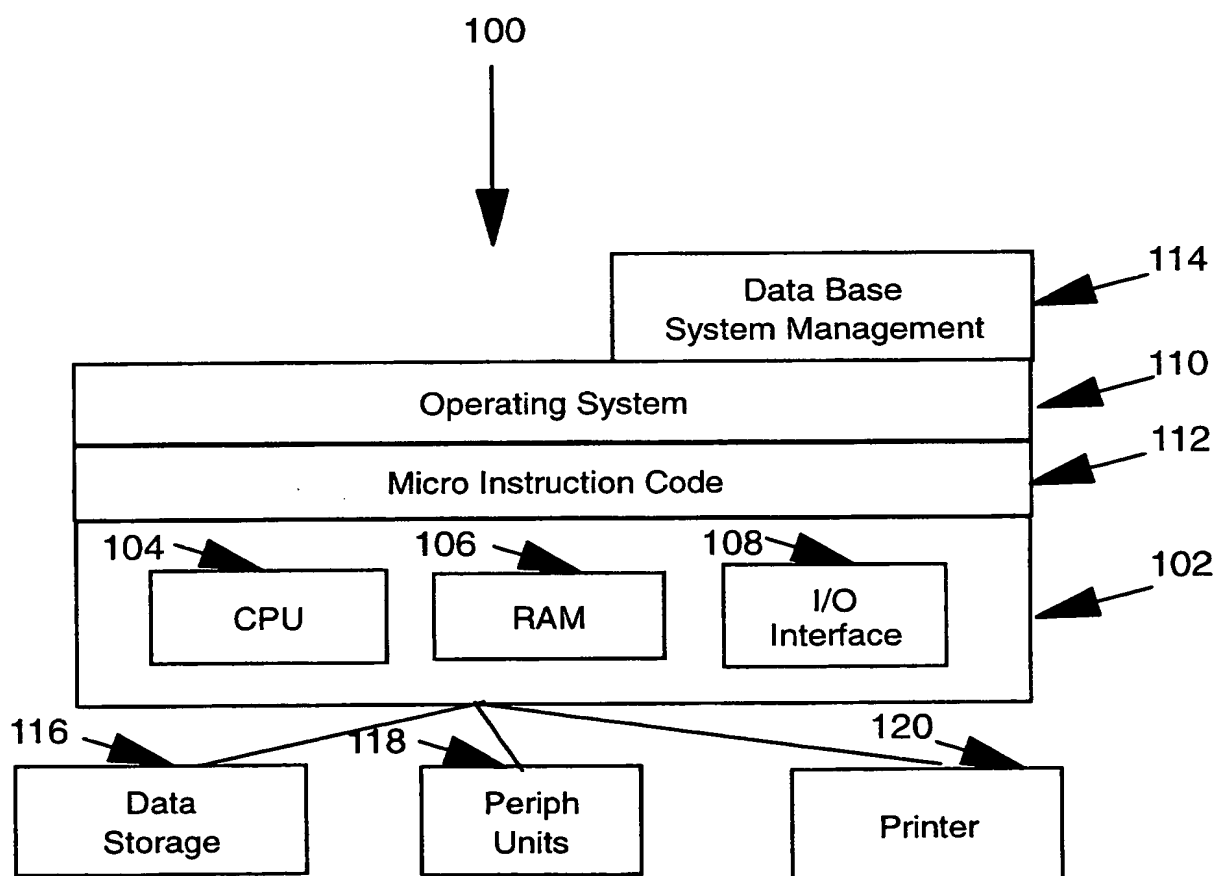 100
114
Data Base
System Management
110
Operating System
112
Micro Instruction Code
104
106
108
102
CPU
RAM
I/O
Interface
116
118
120
Data
Storage
Periph
Units
Printer